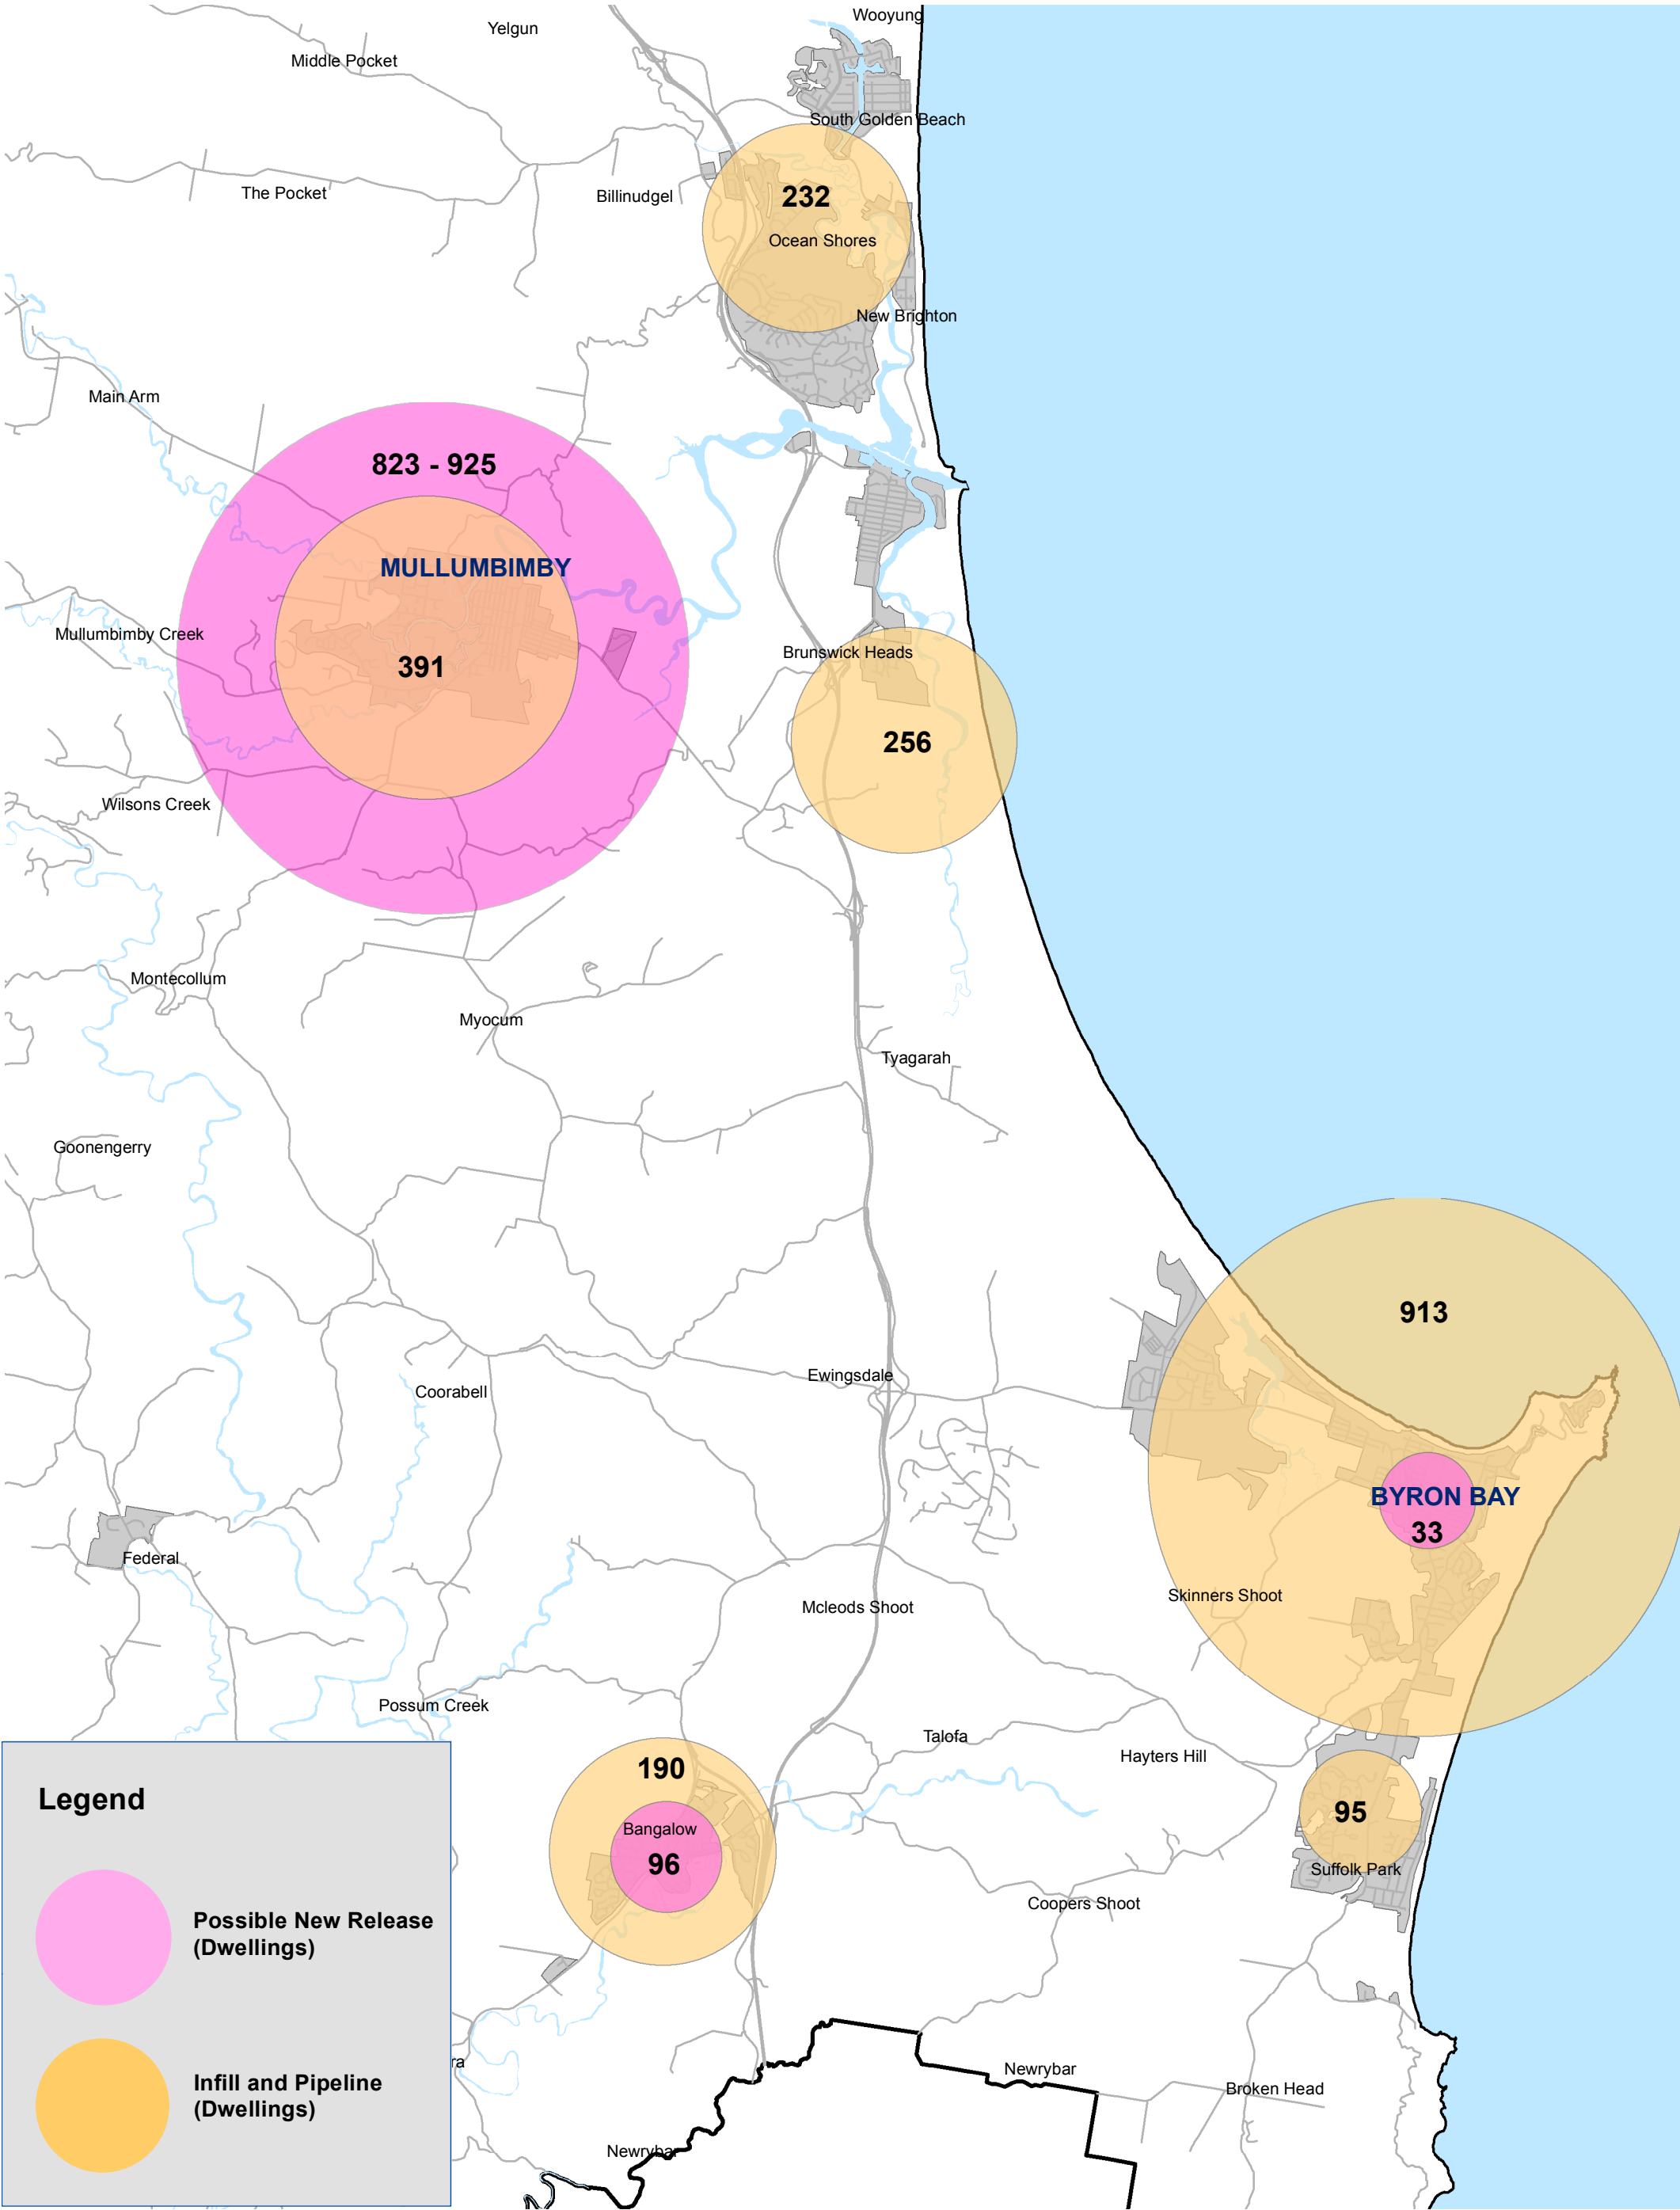 Wooyung
Yelgun
Middle Pocket
South Golden Beach
The Pocket
Billinudgel
232
Ocean Shores
New Brighton
Main Arm
823 - 925
MULLUMBIMBY
Mullumbimby Creek
391
Brunswick Heads
256
Wilsons Creek
Montecollum
Myocum
Tyagarah
Goonengerry
913
Ewingsdale
Coorabell
BYRON BAY
33
Federal
Skinners Shoot
Mcleods Shoot
Possum Creek
Talofa
Hayters Hill
190
95
Bangalow
96
Suffolk Park
Coopers Shoot
Legend
Possible New Release
(Dwellings)
Infill and Pipeline
(Dwellings)
ra
Newrybar
Broken Head
Newrybar